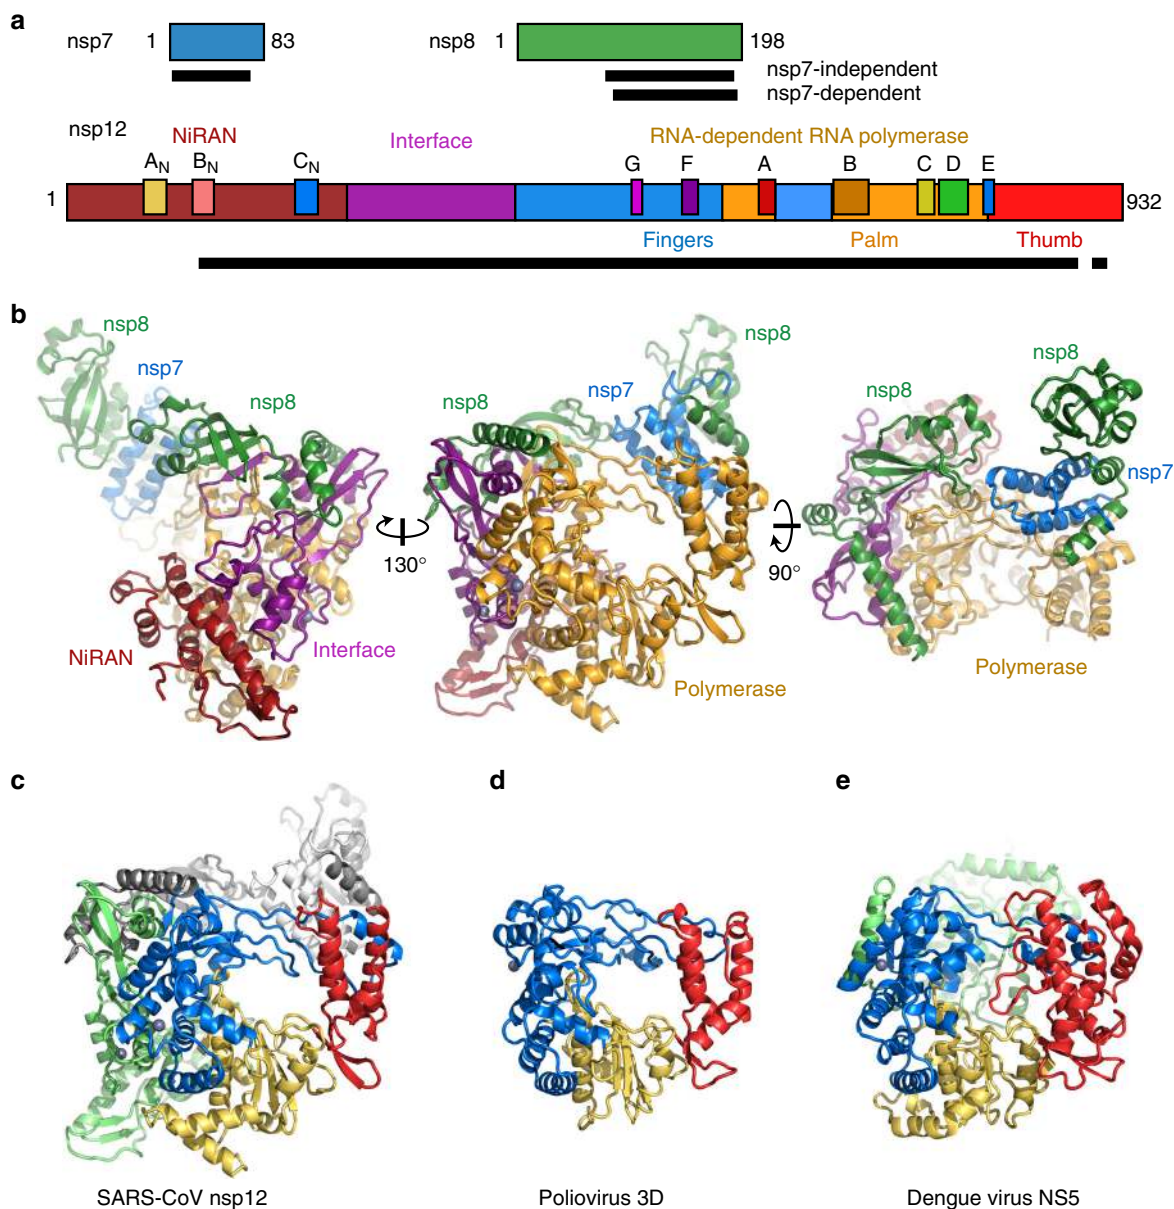 a
nsp7 1 83 nsp8 1 198
nsp7-independent
nsp7-dependent
nsp12 NiRAN Interface RNA-dependent RNA polymerase
AN BN CN G F A B C D E
1 932
Fingers Palm Thumb
b
nsp8 nsp7 nsp8 NiRAN Interface
130°
nsp8 nsp7 nsp8 Polymerase
90°
nsp8 nsp8 nsp7 Polymerase
c d e
SARS-CoV nsp12 Poliovirus 3D Dengue virus NS5